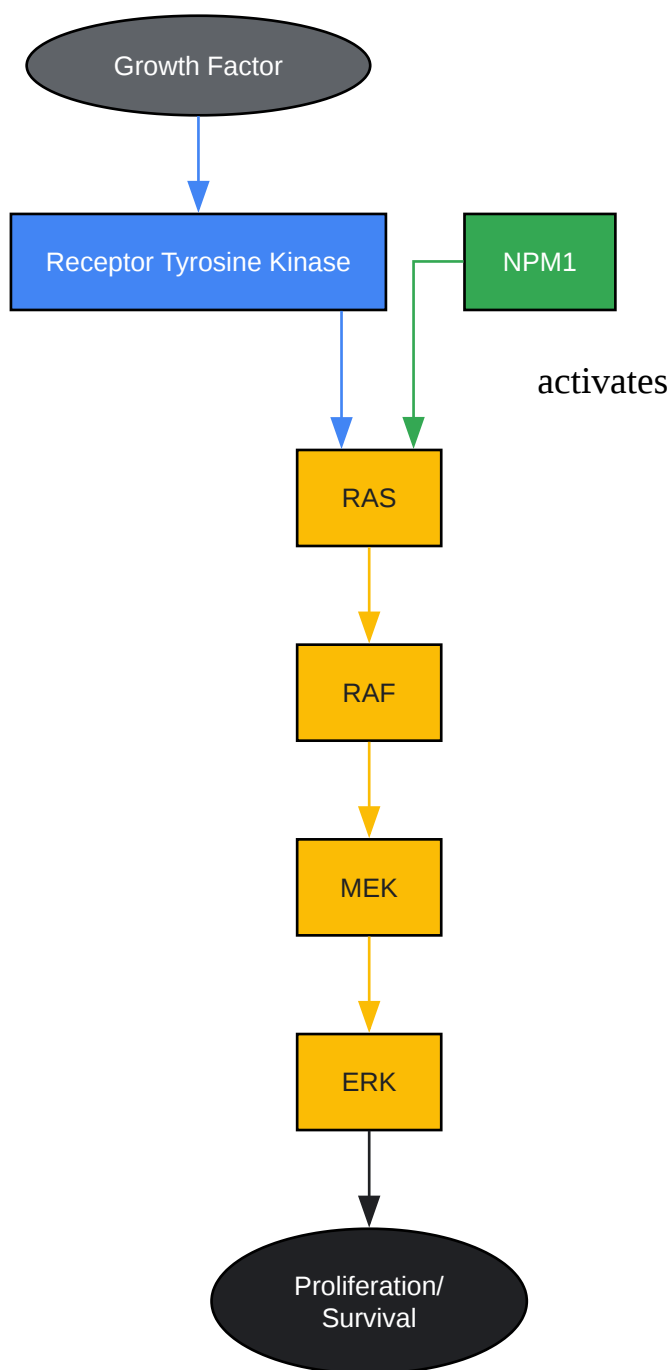 Growth Factor
Receptor Tyrosine Kinase
NPM1
activates
RAS
RAF
MEK
ERK
Proliferation/
Survival